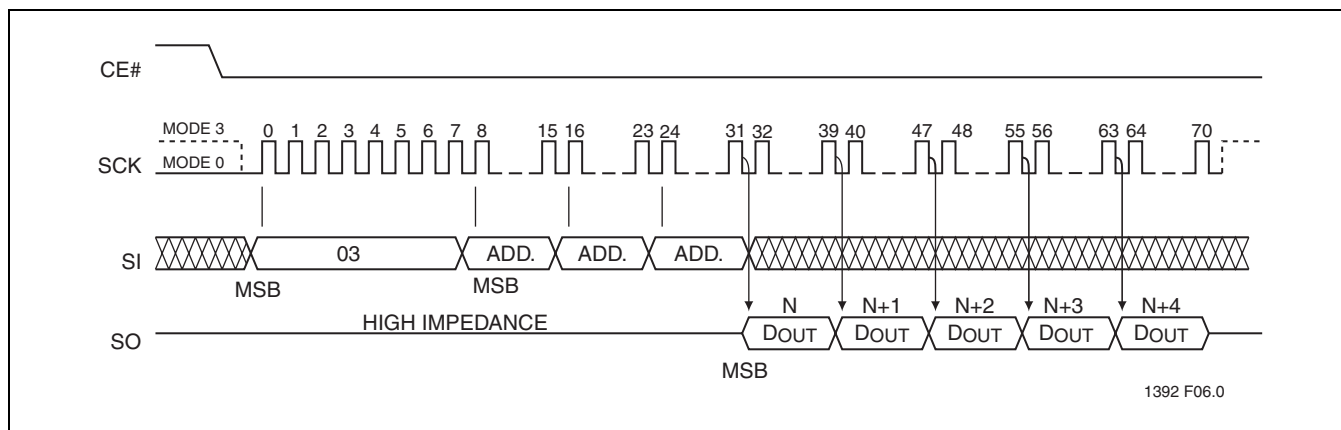 CE#
MODE 3
MODE 0
SCK
0 1 2 3 4 5 6 7 8 15 16 23 24 31 32 39 40 47 48 55 56 63 64 70
SI
03 ADD. ADD. ADD.
MSB MSB
HIGH IMPEDANCE
N N+1 N+2 N+3 N+4
SO
DOUT DOUT DOUT DOUT DOUT
MSB
1392 F06.0